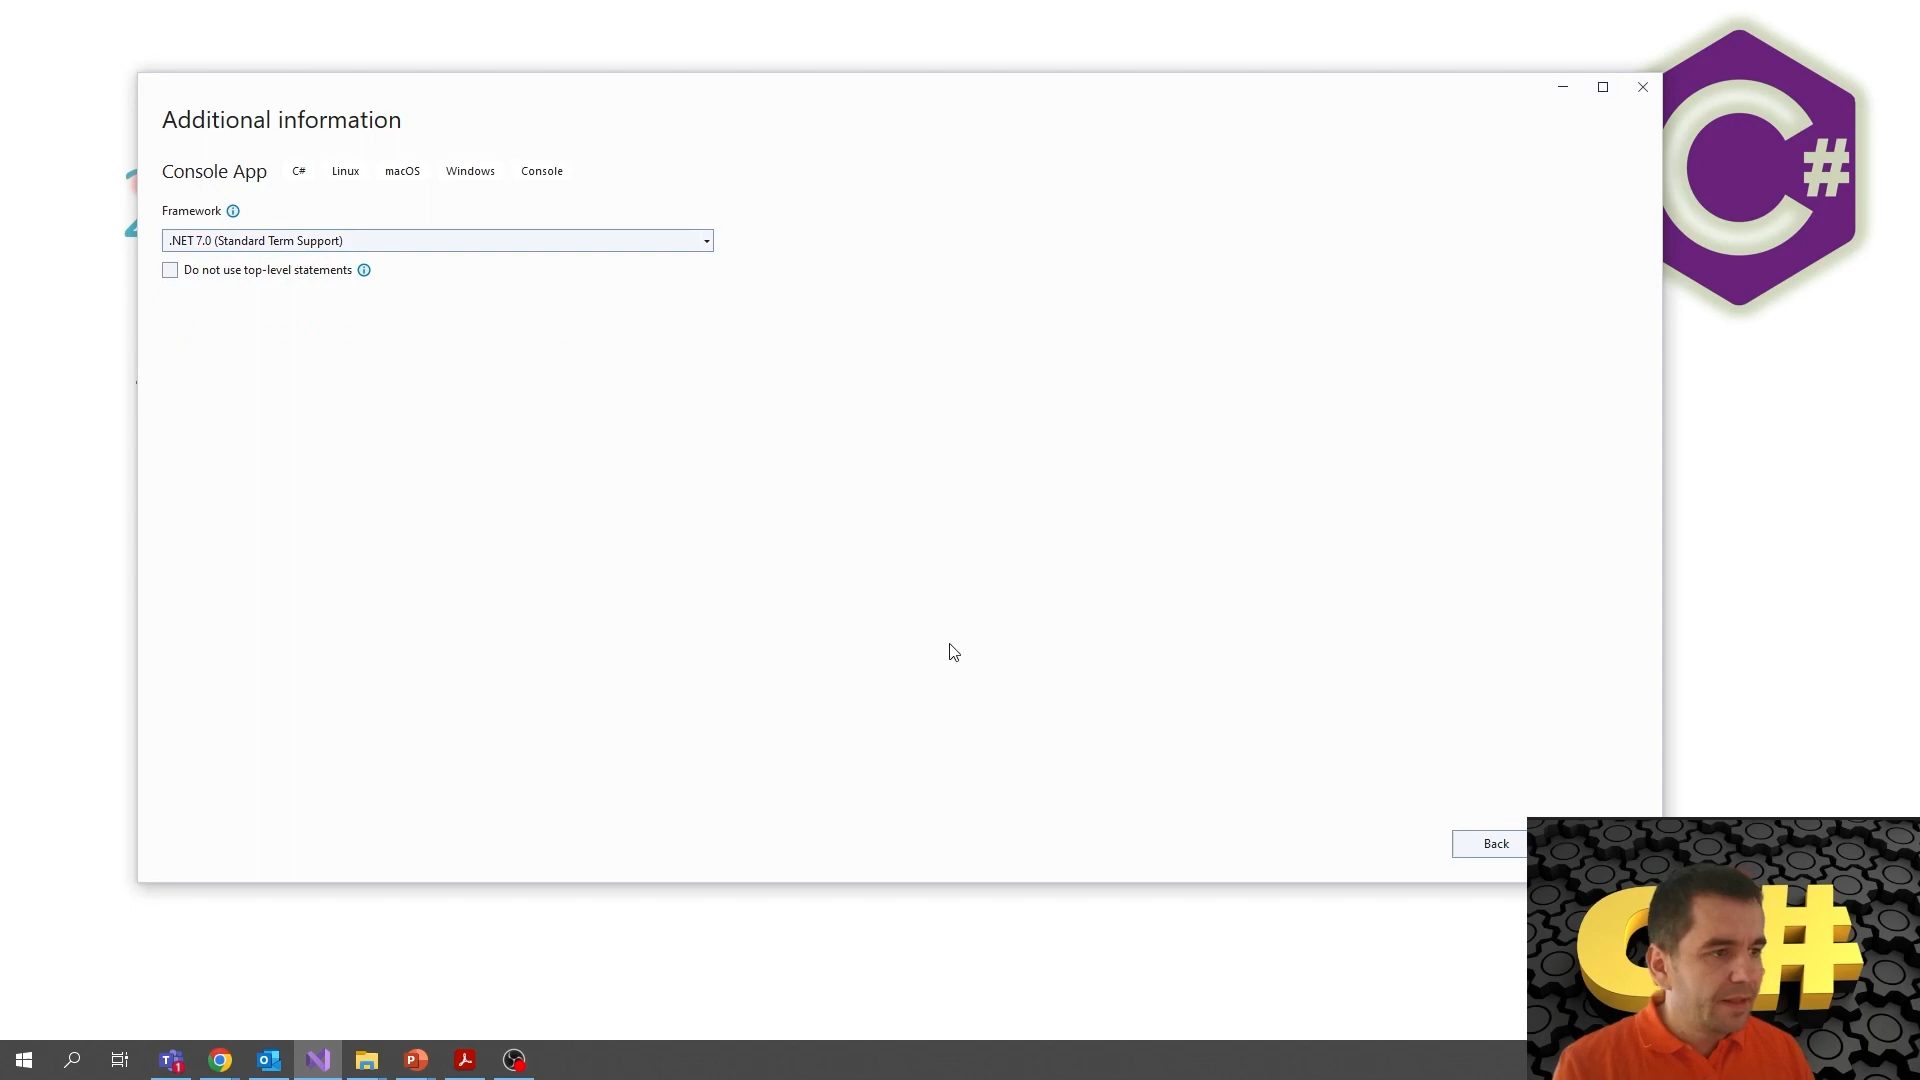 Additional information
Console App C# Linux macOS Windows Console
Framework
.NET 7.0 (Standard Term Support)
Do not use top-level statements
Back
C#
C#
T 1
P